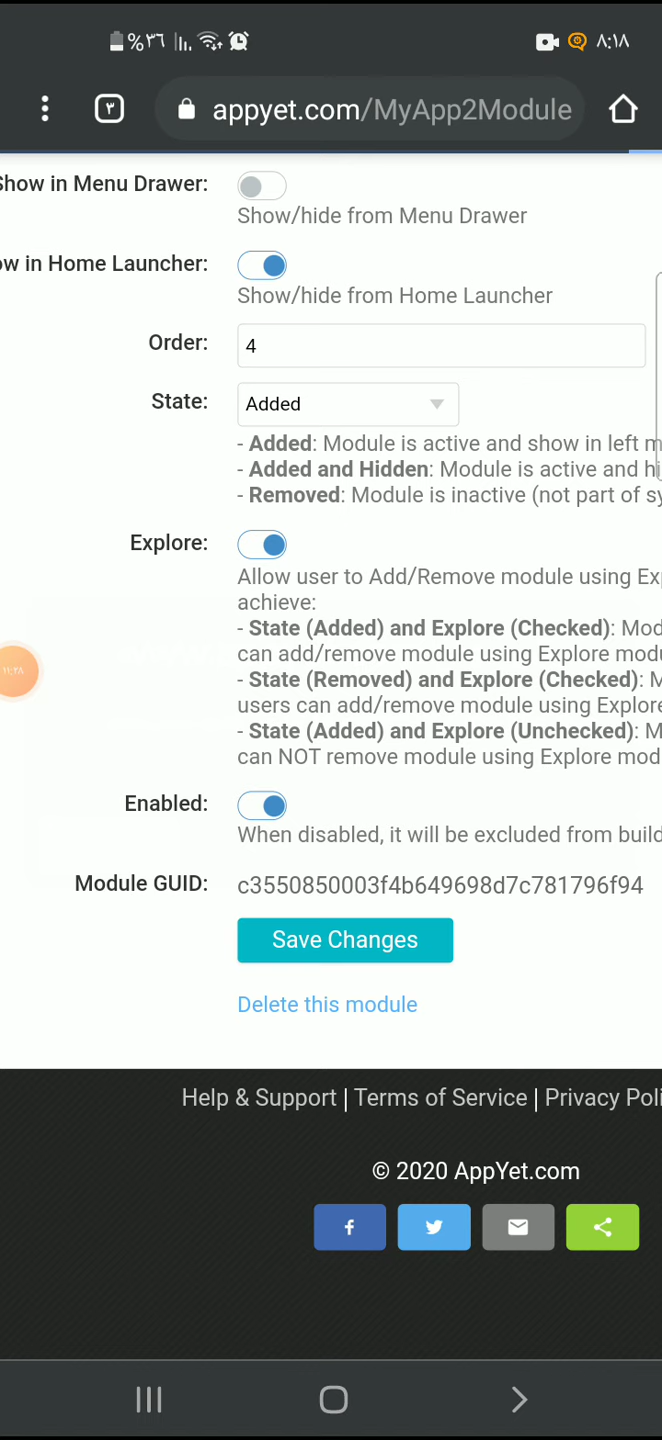 %٣٦ ٨:١٨
٣ appyet.com/MyApp2Module
Show in Menu Drawer:
Show/hide from Menu Drawer
ow in Home Launcher:
Show/hide from Home Launcher
Order: 4
State: Added
- Added: Module is active and show in left m
- Added and Hidden: Module is active and hi
- Removed: Module is inactive (not part of sy
Explore:
Allow user to Add/Remove module using Exp
achieve:
- State (Added) and Explore (Checked): Mod
can add/remove module using Explore modu
- State (Removed) and Explore (Checked): M
users can add/remove module using Explore
- State (Added) and Explore (Unchecked): M
can NOT remove module using Explore mod
١١:٢٨
Enabled:
When disabled, it will be excluded from build
Module GUID: c3550850003f4b649698d7c781796f94
Save Changes
Delete this module
Help & Support | Terms of Service | Privacy Poli
© 2020 AppYet.com